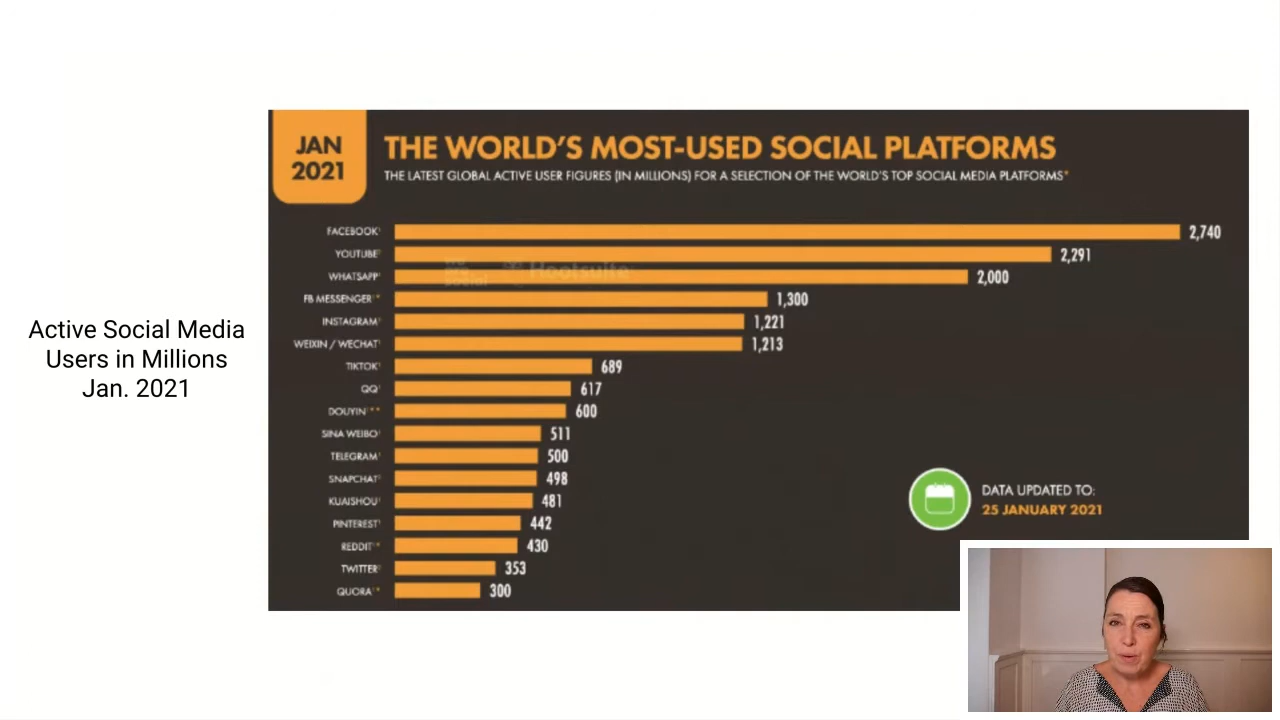 JAN
2021
THE WORLD'S MOST-USED SOCIAL PLATFORMS
THE LATEST GLOBAL ACTIVE USER FIGURES (IN MILLIONS) FOR A SELECTION OF THE WORLD'S TOP SOCIAL MEDIA PLATFORMS*
FACEBOOK 2,740
YOUTUBE 2,291
we are social Hootsuite
WHATSAPP 2,000
FB MESSENGER* 1,300
INSTAGRAM 1,221
WEIXIN / WECHAT 1,213
TIKTOK 689
QQ 617
DOUYIN** 600
SINA WEIBO 511
TELEGRAM 500
SNAPCHAT 498
KUAISHOU 481
PINTEREST 442
REDDIT* 430
TWITTER 353
QUORA* 300
Active Social Media
Users in Millions
Jan. 2021
DATA UPDATED TO:
25 JANUARY 2021